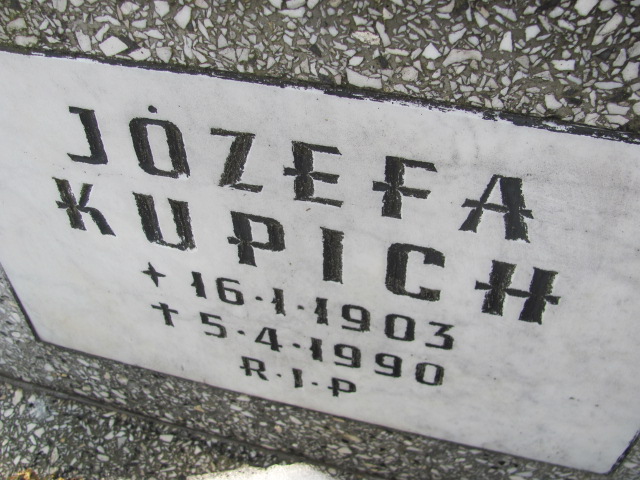 JÓZEFA
KUPICH
+ 16·1·1903
† 5·4·1990
R·I·P